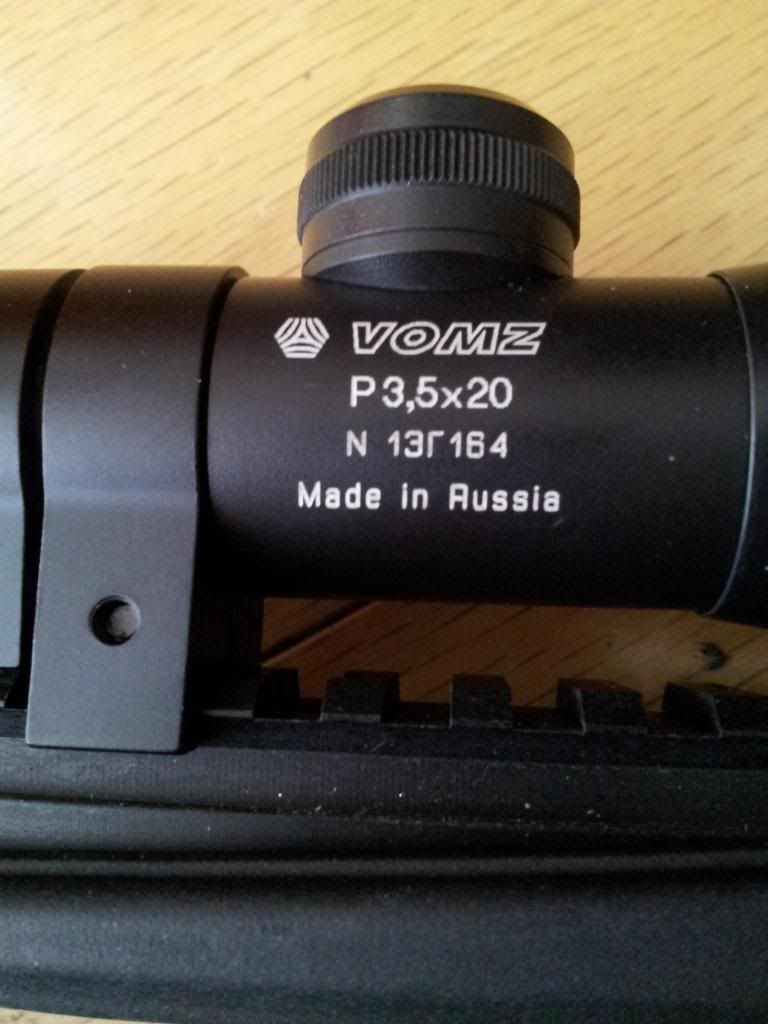 VOMZ
P3,5x20
N 13Г164
Made in Russia